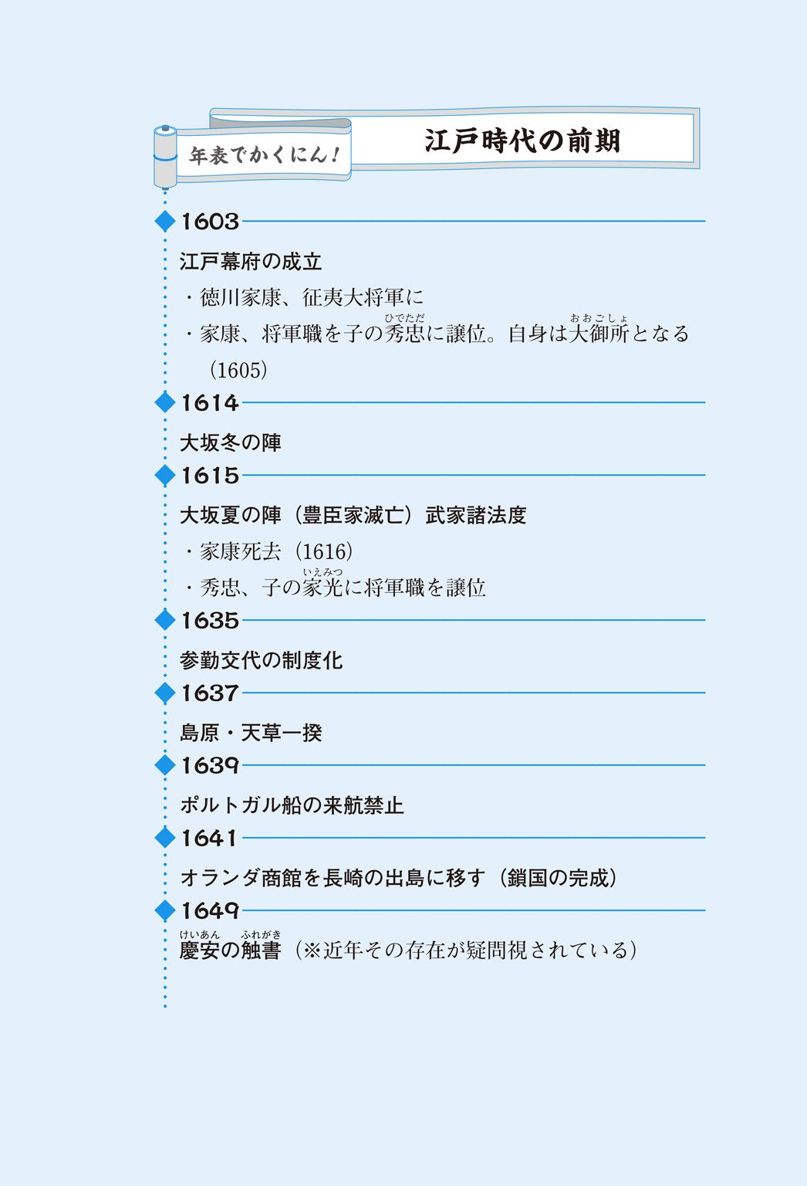 年表でかくにん!
江戸時代の前期
1603
江戸幕府の成立
・徳川家康、征夷大将軍に
・家康、将軍職を子の秀忠に譲位。自身は大御所となる
ひでただ
おおごしょ
(1605)
1614
大坂冬の陣
1615
大坂夏の陣(豊臣家滅亡)武家諸法度
・家康死去(1616)
・秀忠、子の家光に将軍職を譲位
いえみつ
1635
参勤交代の制度化
1637
島原・天草一揆
1639
ポルトガル船の来航禁止
1641
オランダ商館を長崎の出島に移す(鎖国の完成)
1649
慶安の触書(※近年その存在が疑問視されている)
けいあん
ふれがき